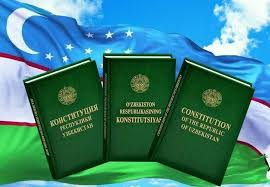 КОНСТИТУЦИЯ
РЕСПУБЛИКИ
УЗБЕКИСТАН
O'ZBEKISTON
RESPUBLIKASINING
KONSTITUTSIYASI
CONSTITUTION
OF THE REPUBLIC
OF UZBEKISTAN